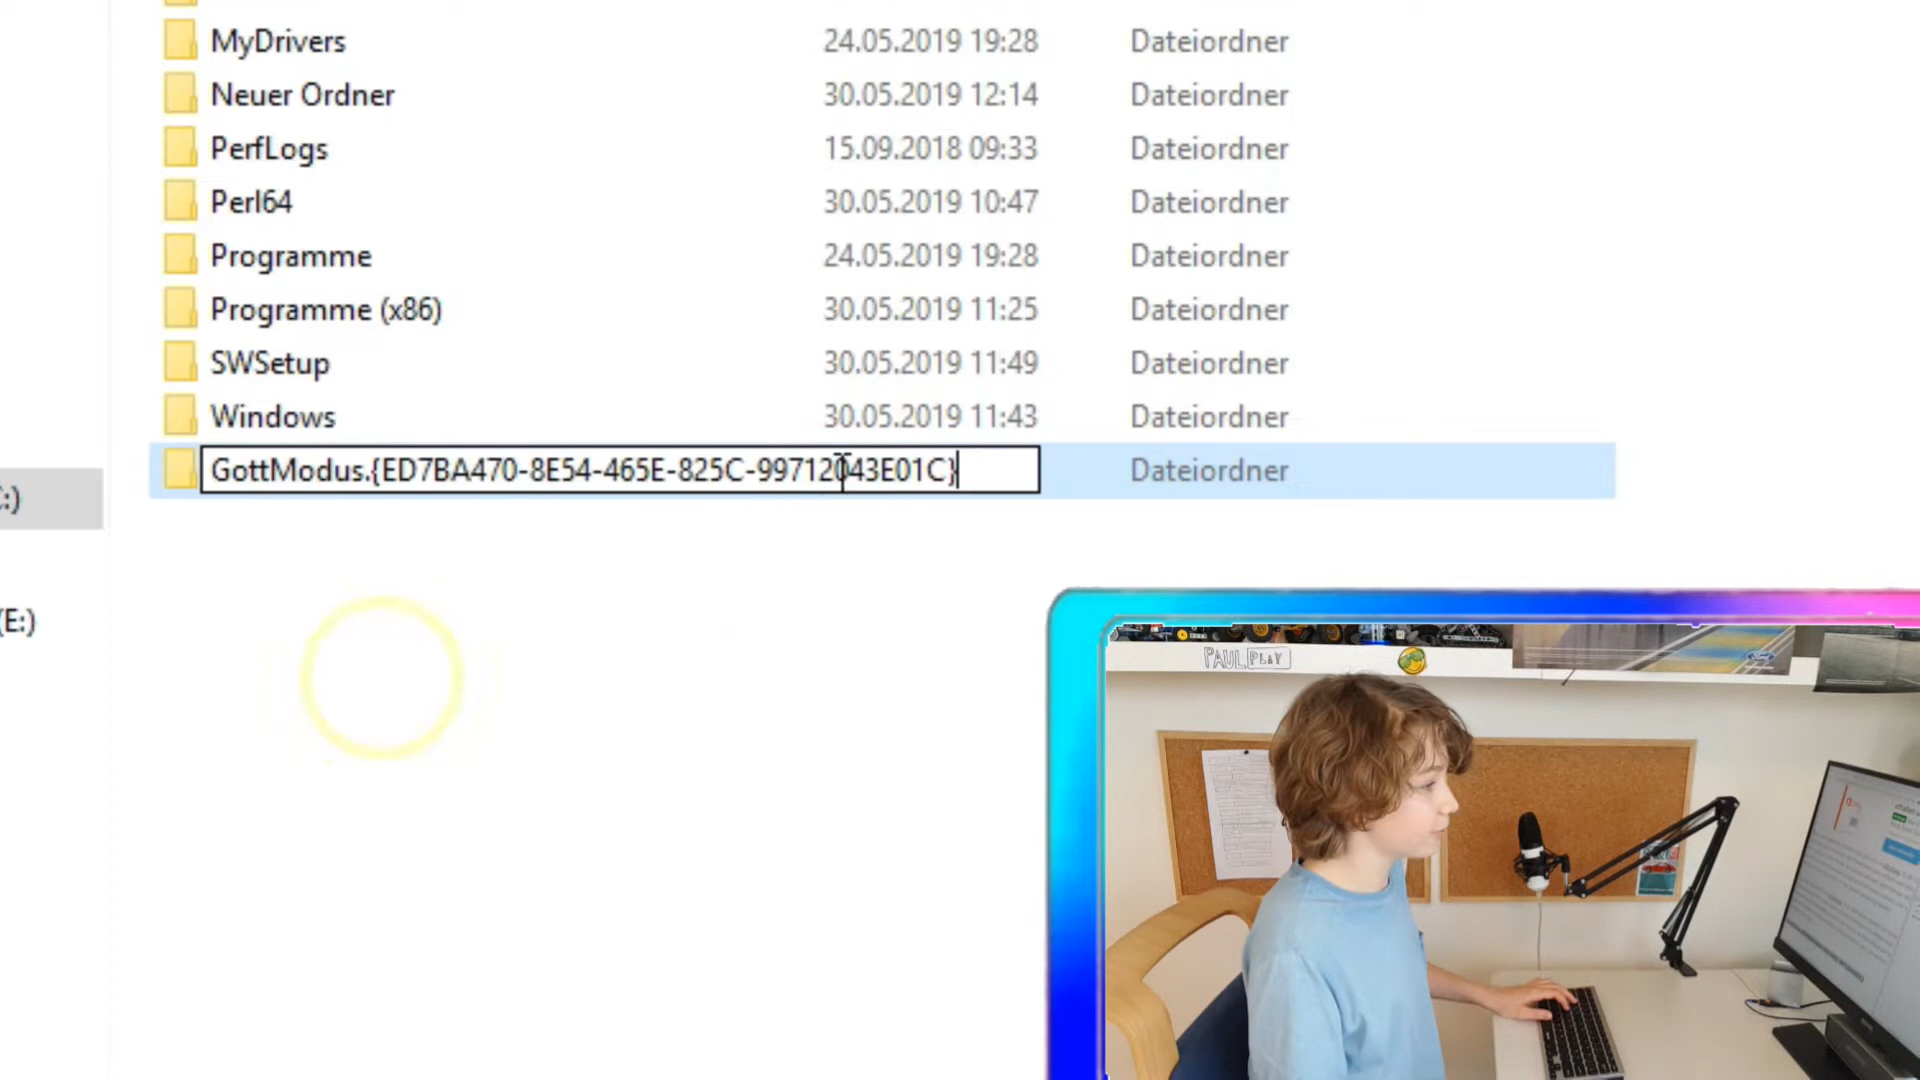 MyDrivers 24.05.2019 19:28 Dateiordner
Neuer Ordner 30.05.2019 12:14 Dateiordner
PerfLogs 15.09.2018 09:33 Dateiordner
Perl64 30.05.2019 10:47 Dateiordner
Programme 24.05.2019 19:28 Dateiordner
Programme (x86) 30.05.2019 11:25 Dateiordner
SWSetup 30.05.2019 11:49 Dateiordner
Windows 30.05.2019 11:43 Dateiordner
GottModus.{ED7BA470-8E54-465E-825C-99712043E01C} Dateiordner
:)
(E:)
PAULPLAY
Ford